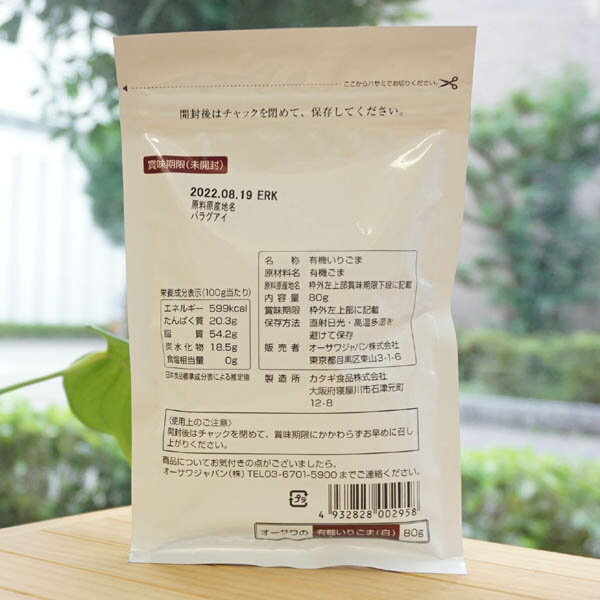 ここからハサミでお切りください。
開封後はチャックを閉めて、保存してください。
賞味期限(未開封)
2022.08.19 ERK
原料原産地名
パラグアイ
栄養成分表示(100g当たり)
エネルギー 599kcal
たんぱく質 20.3g
脂質 54.2g
炭水化物 18.5g
食塩相当量 0g
日本食品標準成分表による推定値
名称 有機いりごま
原材料名 有機ごま
原料原産地名 枠外左上部賞味期限下段に記載
内容量 80g
賞味期限 枠外左上部に記載
保存方法 直射日光・高温多湿を
避けて保存
販売者 オーサワジャパン株式会社
東京都目黒区東山3-1-6
製造所 カタギ食品株式会社
大阪府寝屋川市石津元町
12-8
〈使用上のご注意〉
開封後はチャックを閉めて、賞味期限にかかわらずお早めに召し
上がりください。
商品についてお気付きの点がございましたら、
オーサワジャパン(株) TEL03-6701-5900までご連絡ください。
プラ
4 932828 002958
オーサワの 有機いりごま(白) 80g